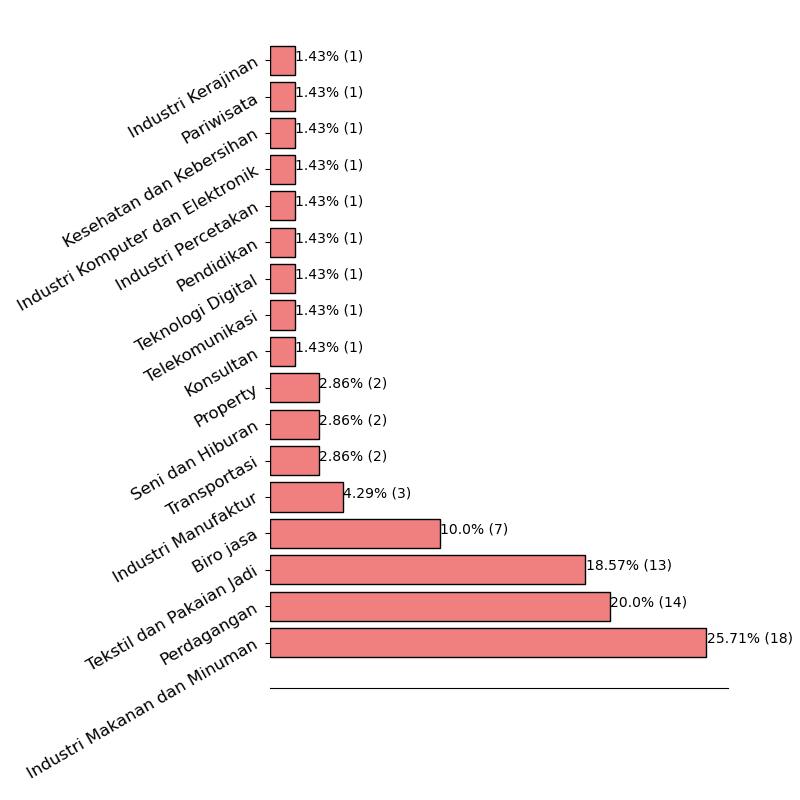 Industri Kerajinan 1.43% (1)
Pariwisata 1.43% (1)
Kesehatan dan Kebersihan 1.43% (1)
Industri Komputer dan Elektronik 1.43% (1)
Industri Percetakan 1.43% (1)
Pendidikan 1.43% (1)
Teknologi Digital 1.43% (1)
Telekomunikasi 1.43% (1)
Konsultan 1.43% (1)
Property 2.86% (2)
Seni dan Hiburan 2.86% (2)
Transportasi 2.86% (2)
Industri Manufaktur 4.29% (3)
Biro jasa 10.0% (7)
Tekstil dan Pakaian Jadi 18.57% (13)
Perdagangan 20.0% (14)
Industri Makanan dan Minuman 25.71% (18)